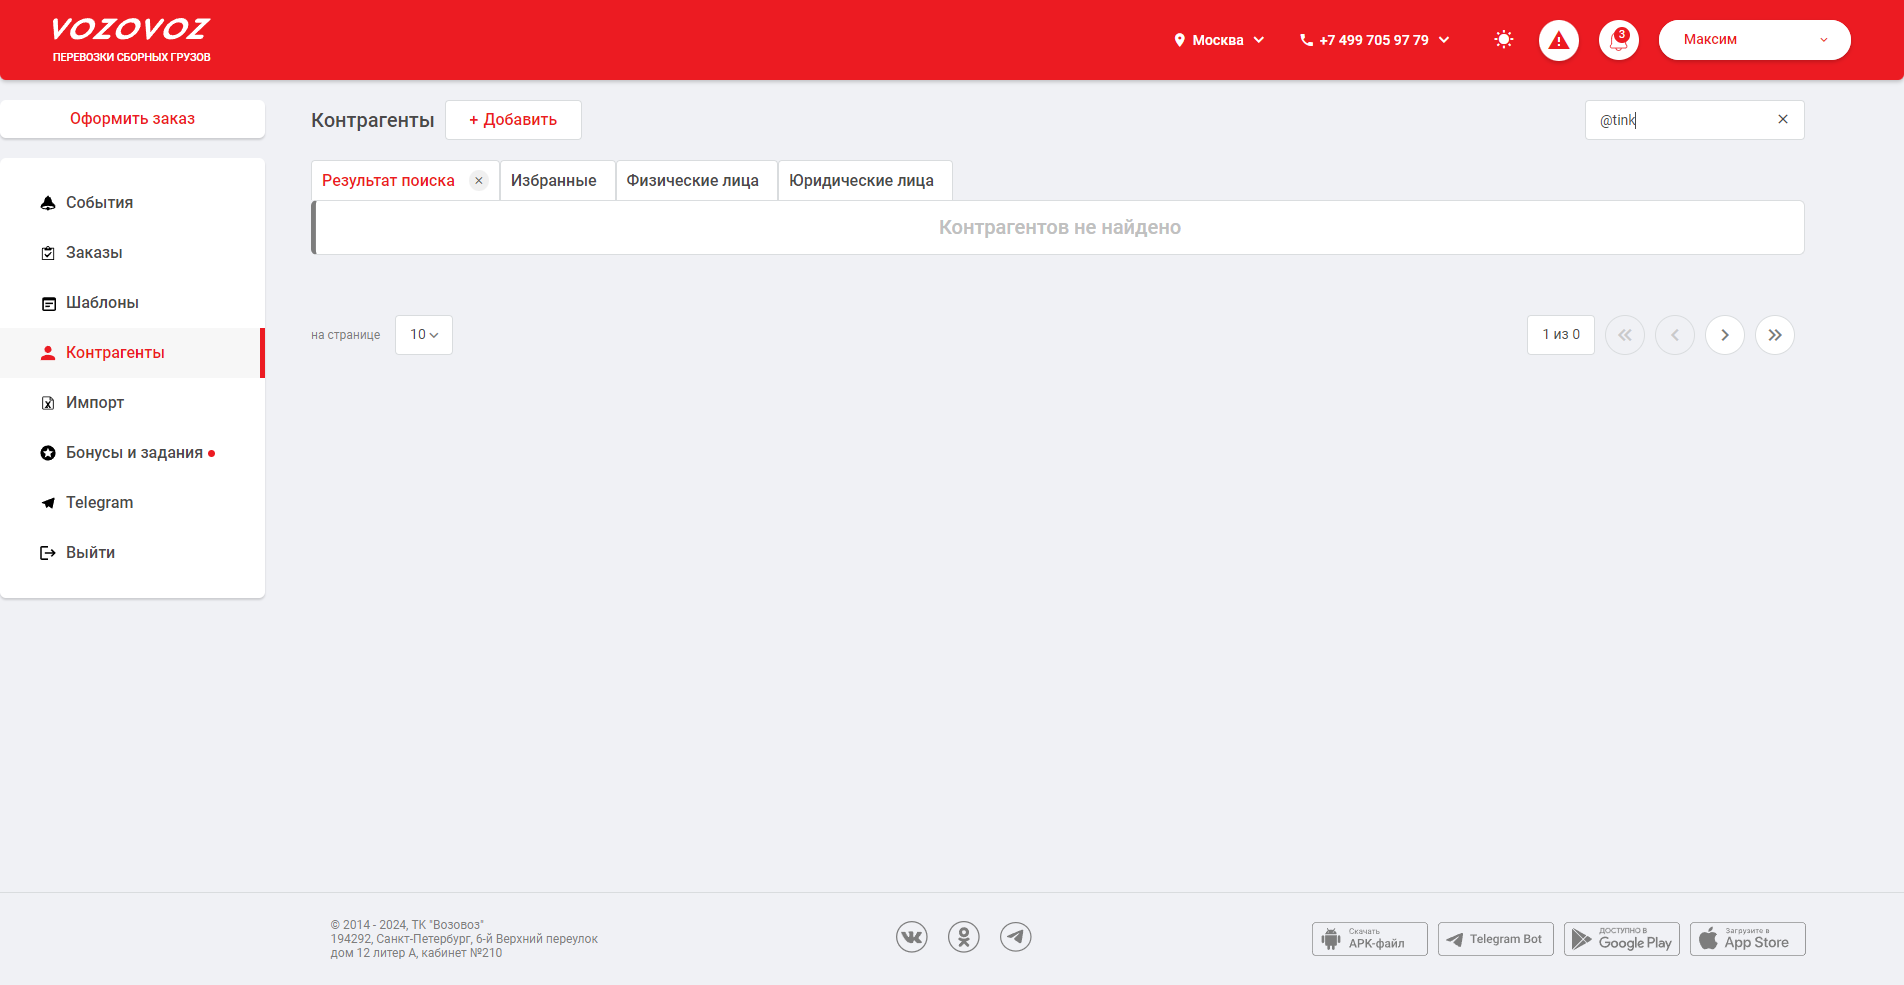 VOZOVOZ
ПЕРЕВОЗКИ СБОРНЫХ ГРУЗОВ
Москва
+7 499 705 97 79
3
Максим
Оформить заказ
События
Заказы
Шаблоны
Контрагенты
Импорт
Бонусы и задания
Telegram
Выйти
Контрагенты
+ Добавить
@tink
Результат поиска
Избранные
Физические лица
Юридические лица
Контрагентов не найдено
на странице
10
1 из 0
© 2014 - 2024, ТК "Возовоз"
194292, Санкт-Петербург, 6-й Верхний переулок
дом 12 литер А, кабинет №210
Скачать
APK-файл
Telegram Bot
ДОСТУПНО В
Google Play
Загрузите в
App Store